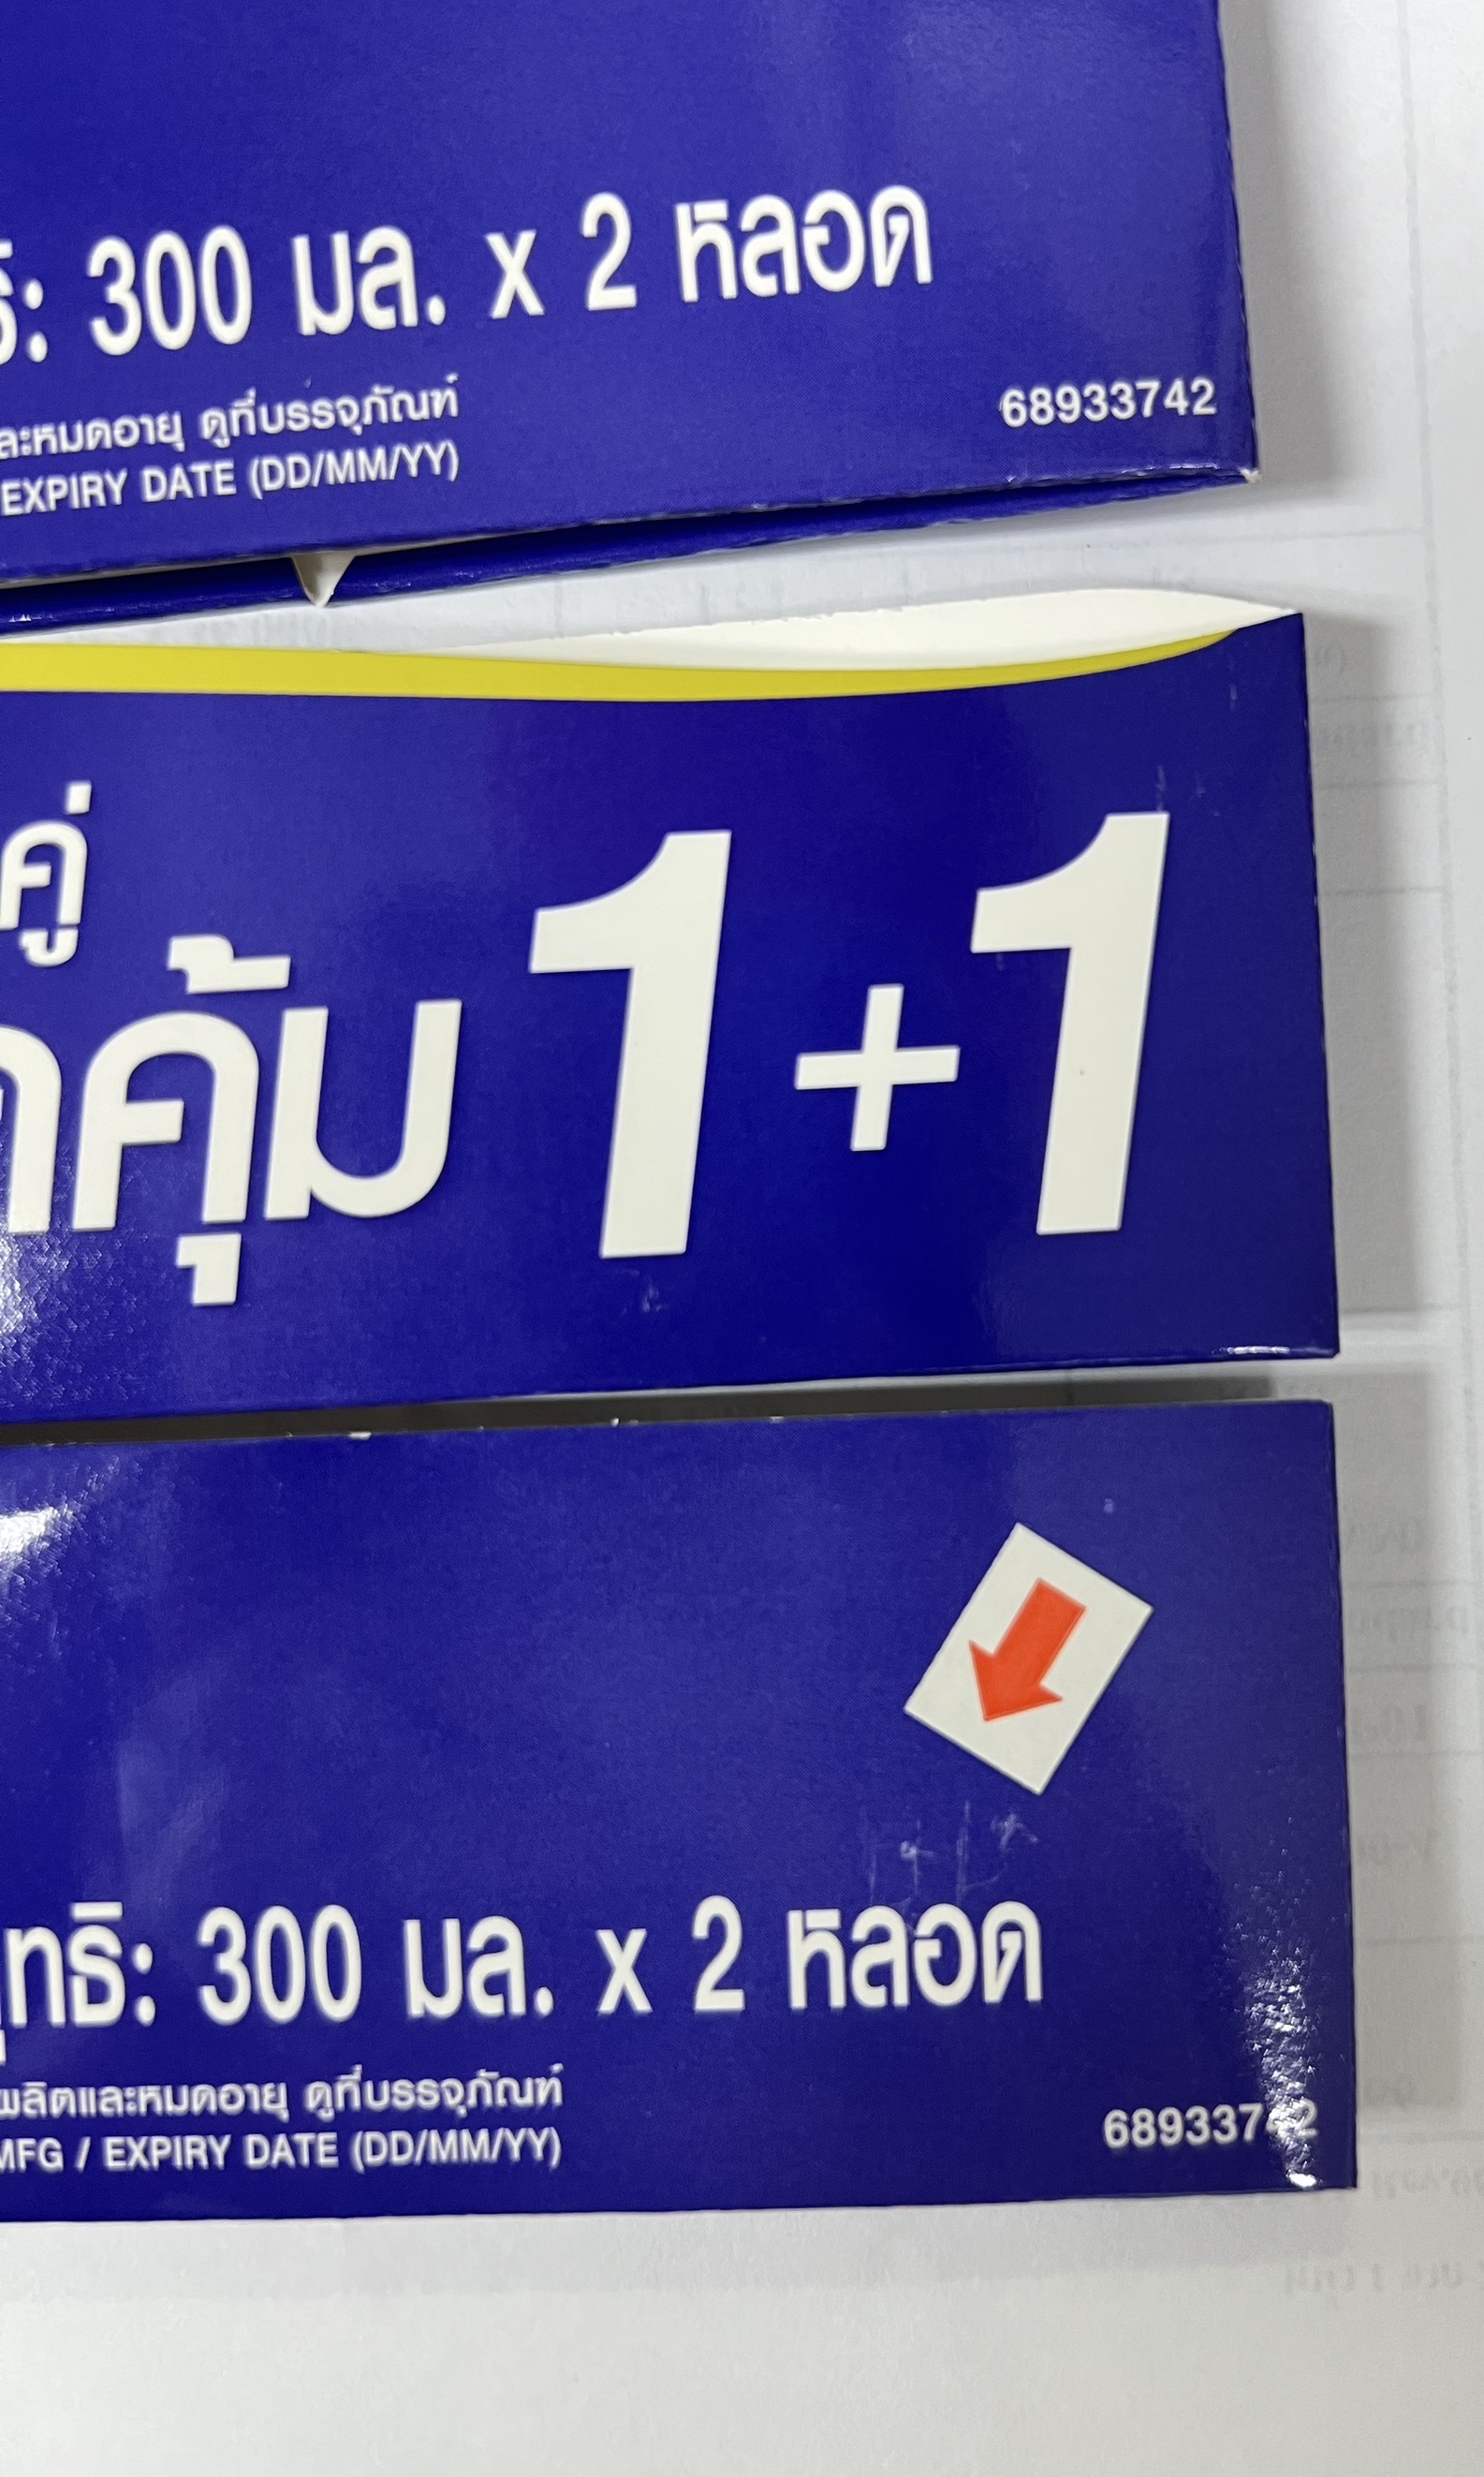 300 มล. x 2 หลอด
ละหมดอายุ ดูที่บรรจุภัณฑ์
EXPIRY DATE (DD/MM/YY)
68933742
คู่
คุ้ม 1+1
ทธิ: 300 มล. x 2 หลอด
ผลิตและหมดอายุ ดูที่บรรจุภัณฑ์
MFG / EXPIRY DATE (DD/MM/YY)
68933742